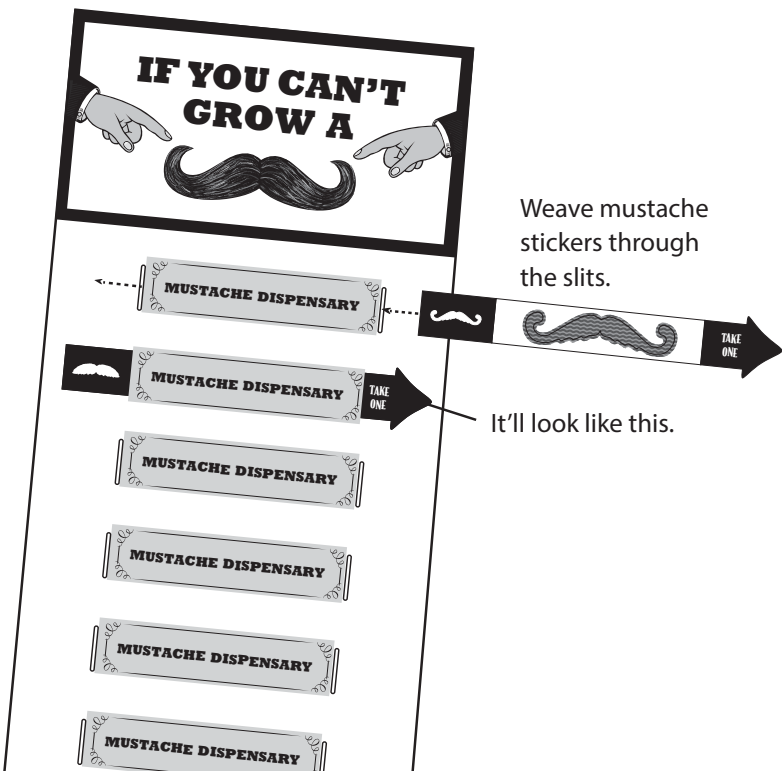 IF YOU CAN'T
GROW A
Weave mustache
stickers through
the slits.
MUSTACHE DISPENSARY
TAKE
ONE
MUSTACHE DISPENSARY
TAKE
ONE
It'll look like this.
MUSTACHE DISPENSARY
MUSTACHE DISPENSARY
MUSTACHE DISPENSARY
MUSTACHE DISPENSARY